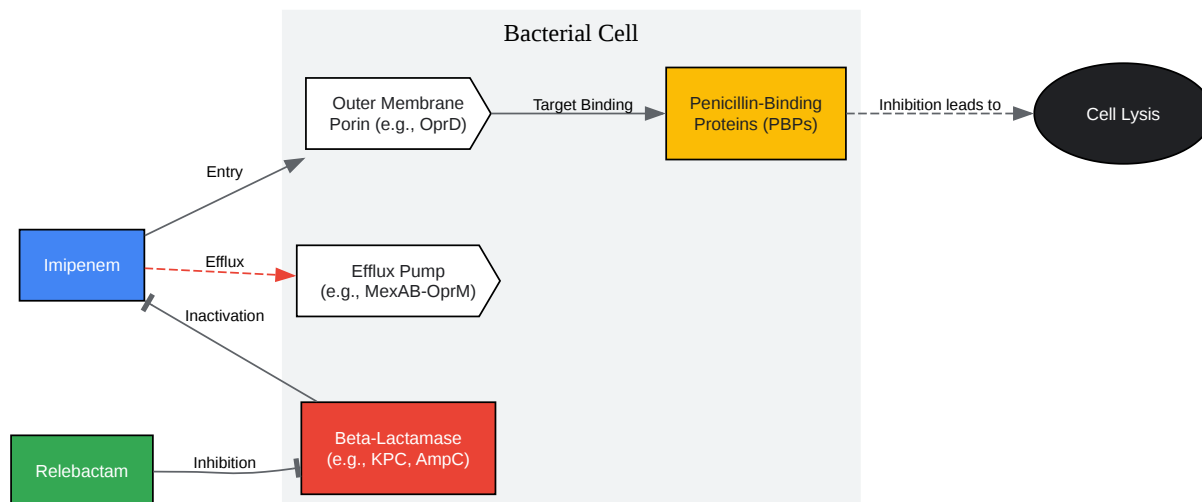 Bacterial Cell
Outer Membrane
Porin (e.g., OprD)
Target Binding
Penicillin-Binding
Proteins (PBPs)
Inhibition leads to
Cell Lysis
Entry
Imipenem
Efflux
Efflux Pump
(e.g., MexAB-OprM)
Inactivation
Beta-Lactamase
(e.g., KPC, AmpC)
Relebactam
Inhibition